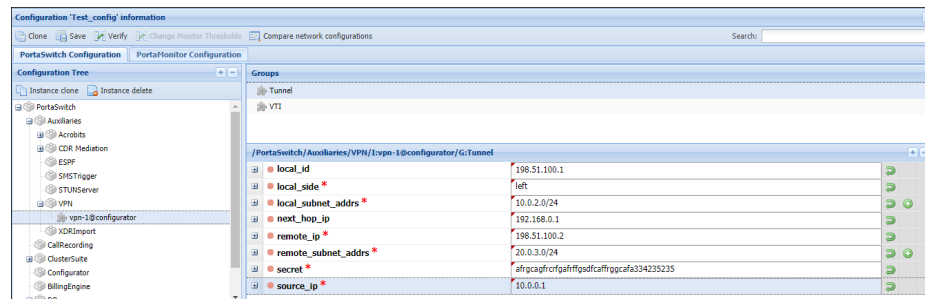 Configuration 'Test_config' information
Clone Save Verify Change Monitor Thresholds Compare network configurations Search:
PortaSwitch Configuration PortaMonitor Configuration
Configuration Tree
Instance clone Instance delete
PortaSwitch
Auxiliaries
Acrobits
CDR Mediation
ESPF
SMSTrigger
STUNServer
VPN
vpn-1@configurator
XDRImport
CallRecording
ClusterSuite
Configurator
BillingEngine
Groups
Tunnel
VTI
/PortaSwitch/Auxiliaries/VPN/I:vpn-1@configurator/G:Tunnel
local_id 198.51.100.1
local_side * left
local_subnet_addrs * 10.0.2.0/24
next_hop_ip 192.168.0.1
remote_ip * 198.51.100.2
remote_subnet_addrs * 20.0.3.0/24
secret * afrgcagfrcrfgafrffgsdfcaffrggcafa334235235
source_ip * 10.0.0.1